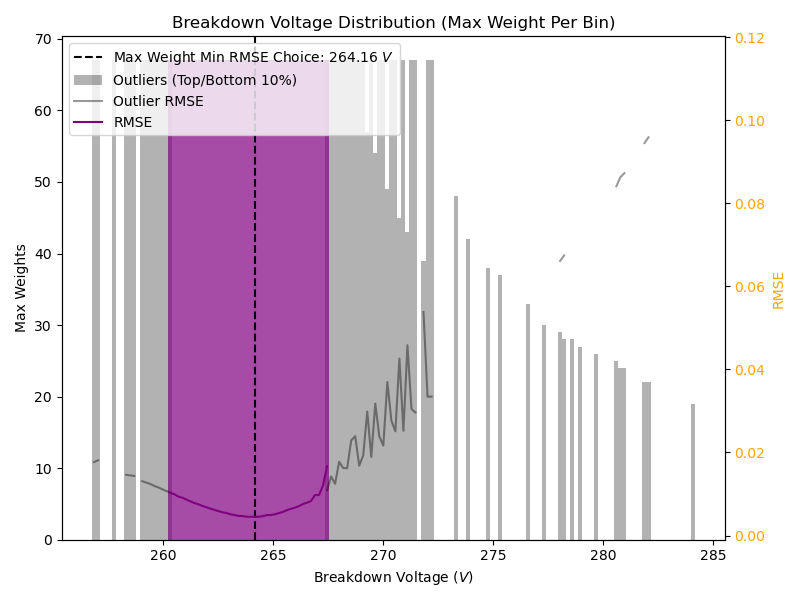 Breakdown Voltage Distribution (Max Weight Per Bin)
Max Weight Min RMSE Choice: 264.16 V
Outliers (Top/Bottom 10%)
Outlier RMSE
RMSE
70
60
50
40
30
20
10
0
Max Weights
0.12
0.10
0.08
0.06
0.04
0.02
0.00
RMSE
260
265
270
275
280
285
Breakdown Voltage (V)